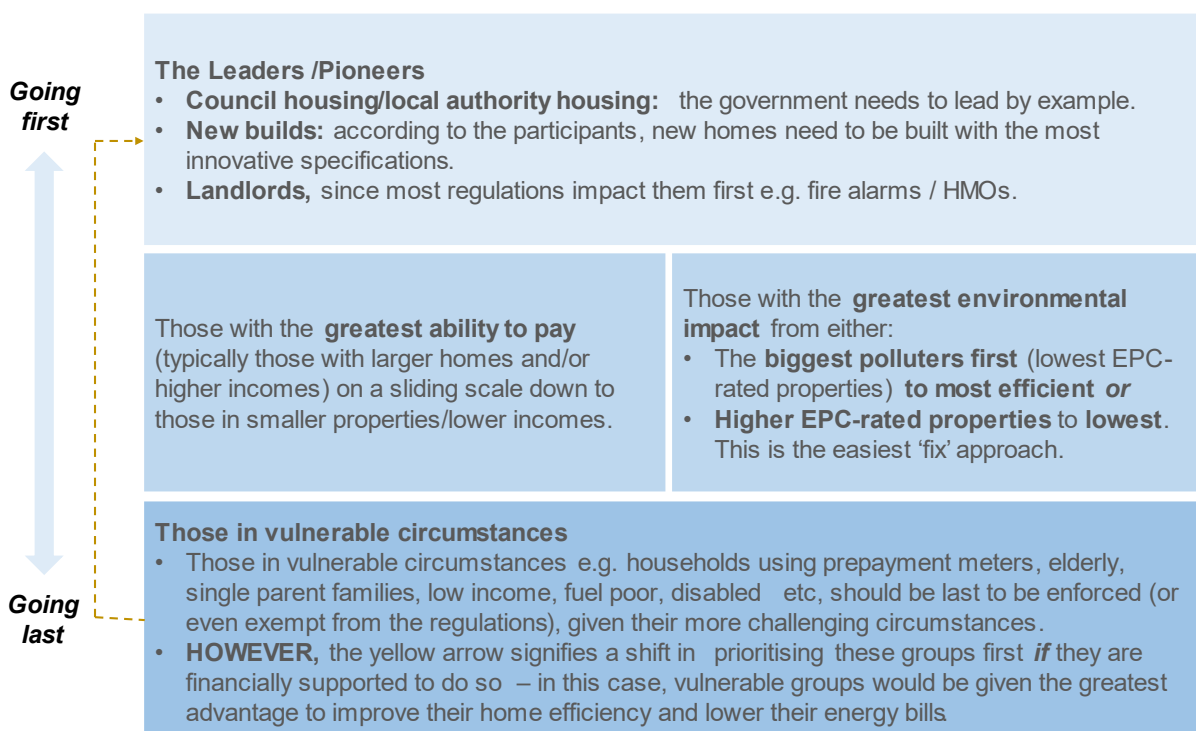 Going
first
The Leaders /Pioneers
• Council housing/local authority housing: the government needs to lead by example.
• New builds: according to the participants, new homes need to be built with the most
innovative specifications.
• Landlords, since most regulations impact them first e.g. fire alarms / HMOs.
Those with the greatest ability to pay
(typically those with larger homes and/or
higher incomes) on a sliding scale down to
those in smaller properties/lower incomes.
Those with the greatest environmental
impact from either:
• The biggest polluters first (lowest EPC-
rated properties) to most efficient or
• Higher EPC-rated properties to lowest.
This is the easiest ‘fix’ approach.
Going
last
Those in vulnerable circumstances
• Those in vulnerable circumstances e.g. households using prepayment meters, elderly,
single parent families, low income, fuel poor, disabled etc, should be last to be enforced (or
even exempt from the regulations), given their more challenging circumstances.
• HOWEVER, the yellow arrow signifies a shift in prioritising these groups first if they are
financially supported to do so – in this case, vulnerable groups would be given the greatest
advantage to improve their home efficiency and lower their energy bills.